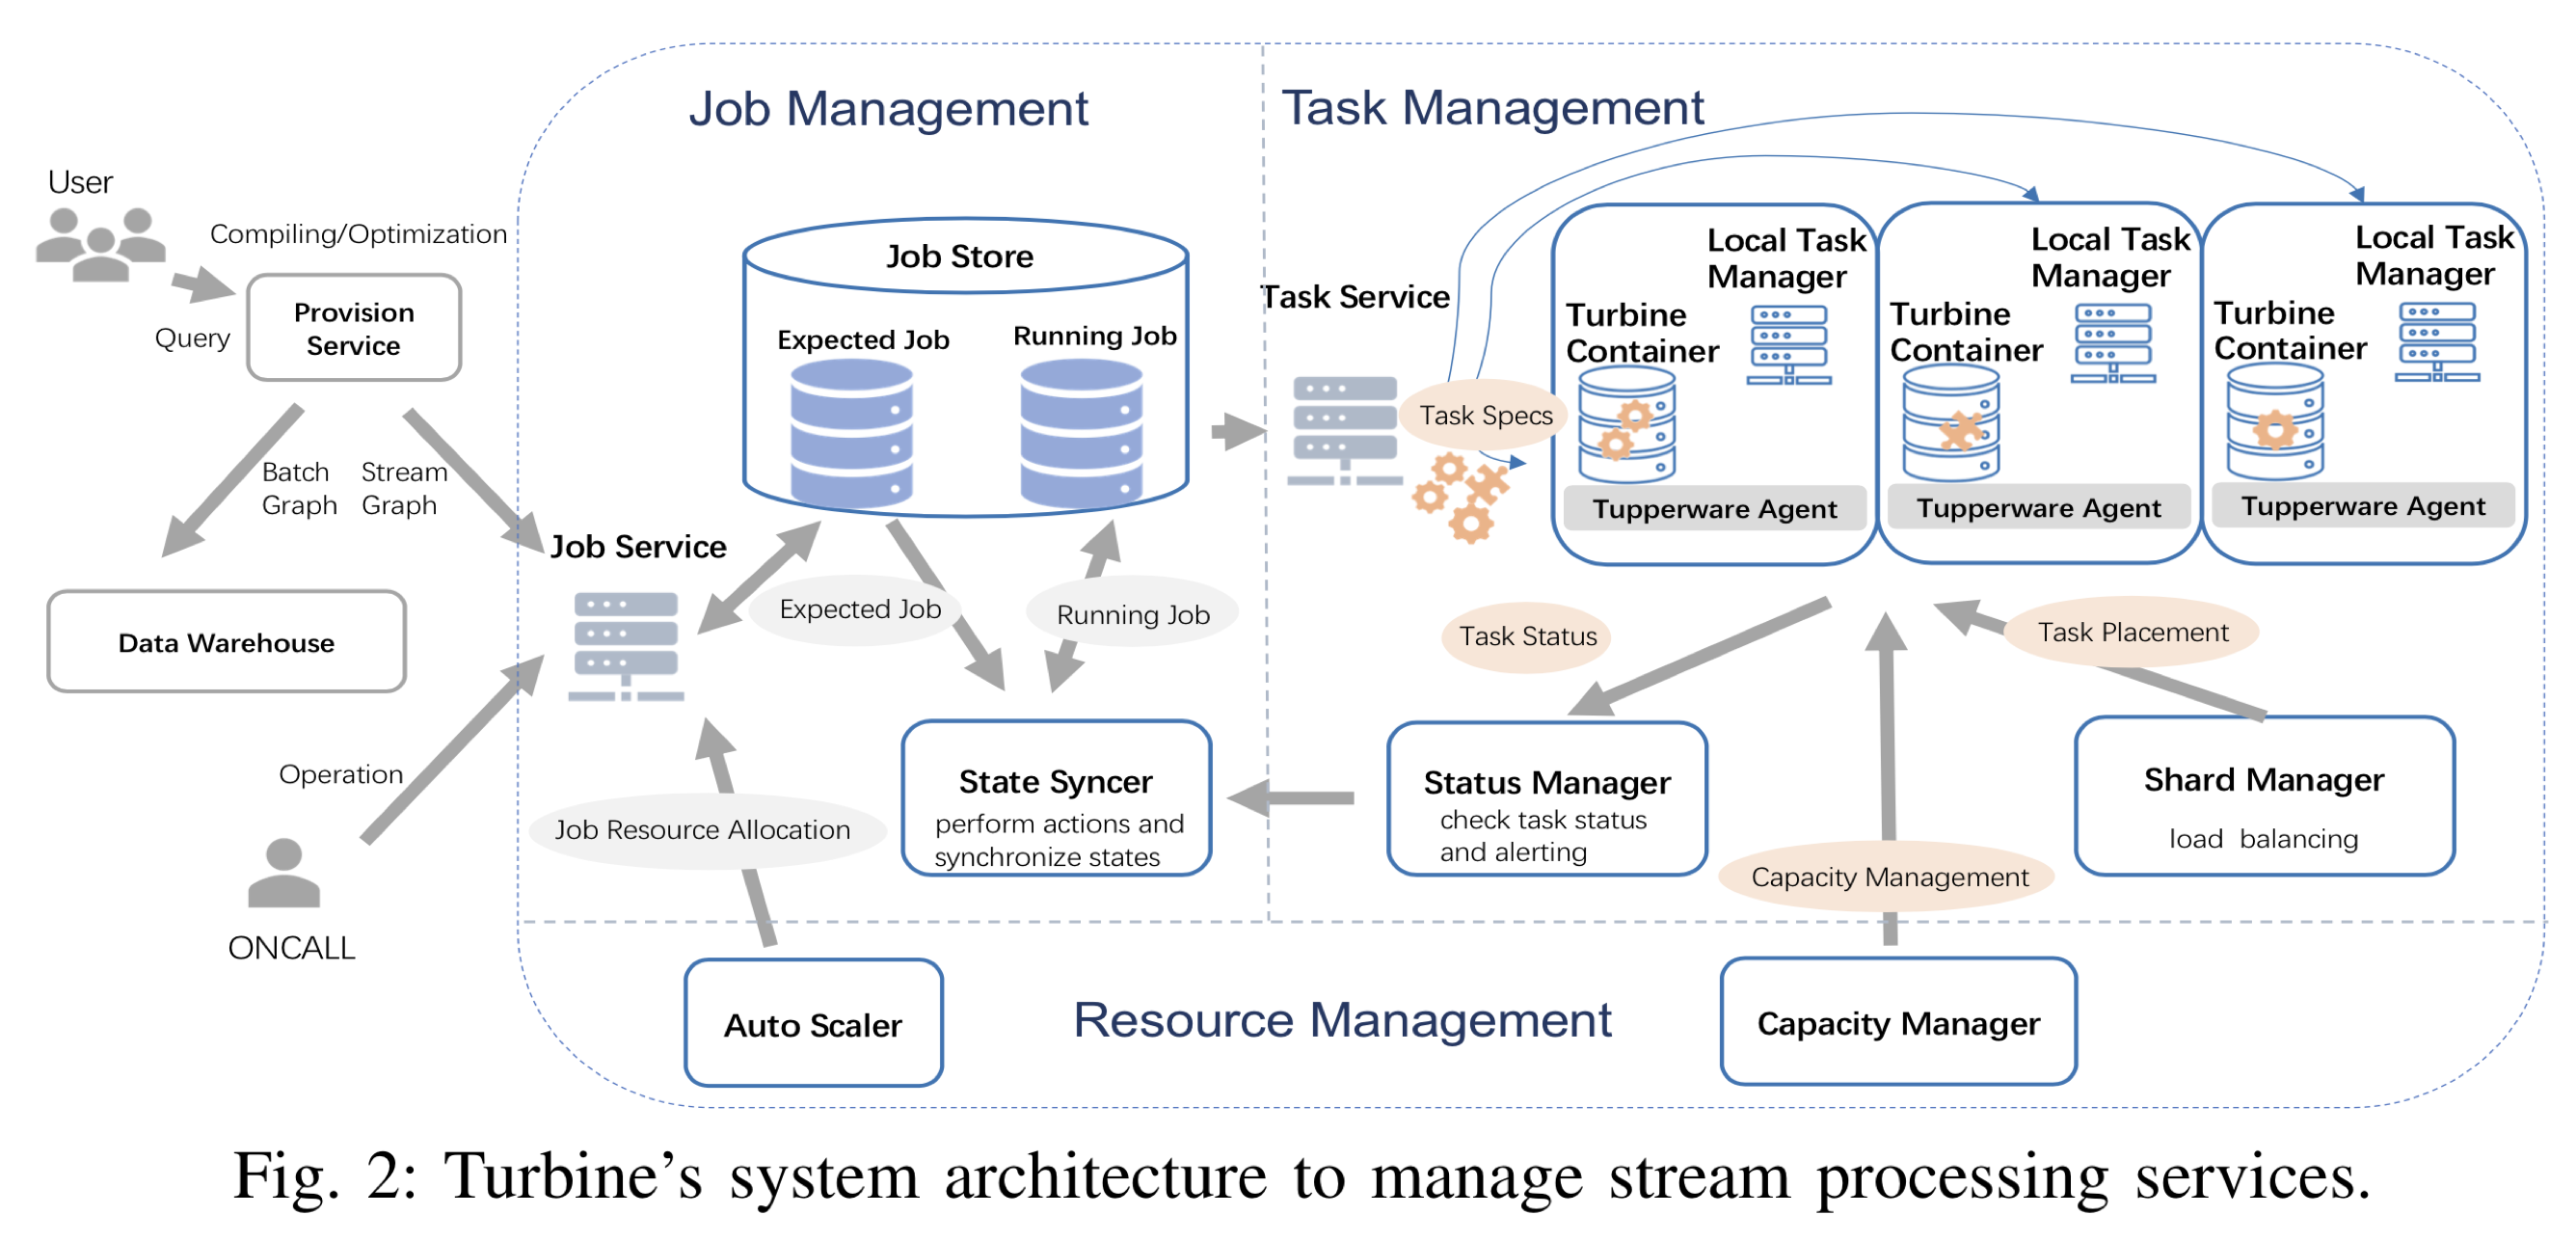 Job Management
Task Management
User
Compiling/Optimization
Provision
Service
Query
Batch
Graph
Stream
Graph
Data Warehouse
Operation
ONCALL
Job Store
Expected Job
Running Job
Job Service
Expected Job
Running Job
Job Resource Allocation
State Syncer
perform actions and
synchronize states
Task Service
Task Specs
Local Task
Manager
Turbine
Container
Tupperware Agent
Local Task
Manager
Turbine
Container
Tupperware Agent
Local Task
Manager
Turbine
Container
Tupperware Agent
Task Status
Task Placement
Status Manager
check task status
and alerting
Capacity Management
Shard Manager
load balancing
Auto Scaler
Resource Management
Capacity Manager
Fig. 2: Turbine's system architecture to manage stream processing services.